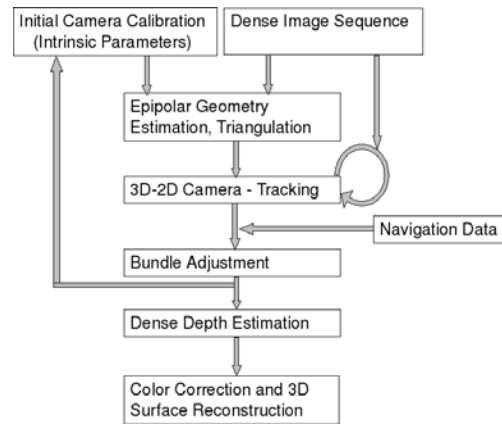 Initial Camera Calibration
(Intrinsic Parameters)
Dense Image Sequence
Epipolar Geometry
Estimation, Triangulation
3D-2D Camera - Tracking
Navigation Data
Bundle Adjustment
Dense Depth Estimation
Color Correction and 3D
Surface Reconstruction